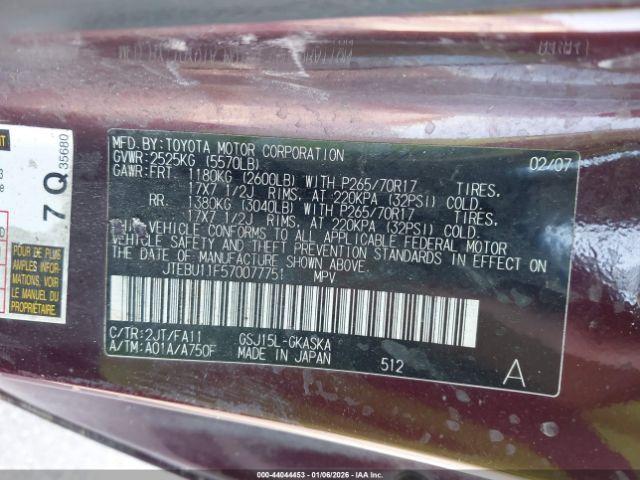 MFD.BY:TOYOTA MOTOR CORPORATION 02/07
GVWR:2525KG (5570LB)
GAWR:FRT 1180KG (2600LB) WITH P265/70R17 TIRES,
17X7 1/2J RIMS, AT 220KPA (32PSI) COLD.
RR. 1380KG (3040LB) WITH P265/70R17 TIRES,
17X7 1/2J RIMS, AT 220KPA (32PSI) COLD.
VEHICLE CONFORMS TO ALL APPLICABLE FEDERAL MOTOR
VEHICLE SAFETY AND THEFT PREVENTION STANDARDS IN EFFECT ON
THE DATE OF MANUFACTURE SHOWN ABOVE.
JTEBU11F570077751 MPV
C/TR:2JT/FA11 GSJ15L-GKASKA
A/TM:A01A/A750F MADE IN JAPAN 512 A
7 Q 35680
POUR DE PLUS
AMPLES INFOR-
MATIONS, VOIR
LE MANUEL DU
PROPRIÉTAIRE
000-44044453 01/06/2026 - IAA Inc.